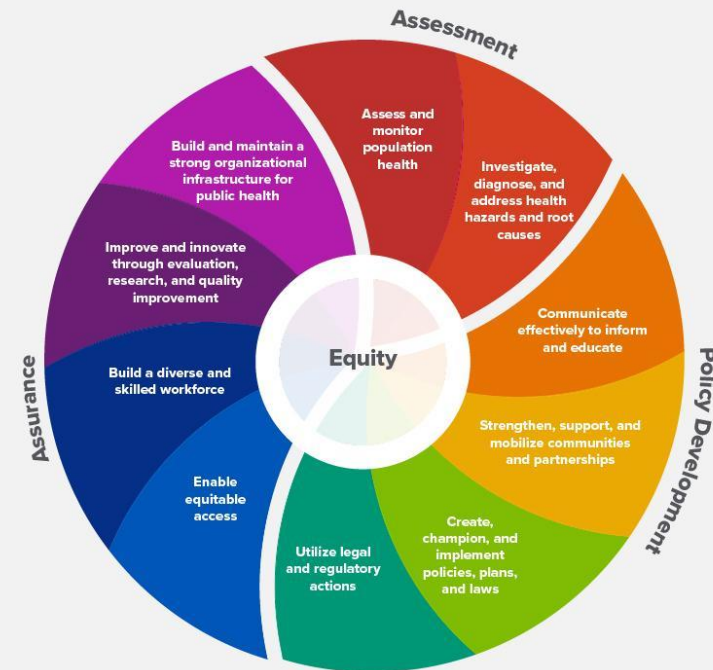 Assessment
Assess and
monitor
population
health
Investigate,
diagnose, and
address health
hazards and root
causes
Policy Development
Communicate
effectively to inform
and educate
Strengthen, support, and
mobilize communities
and partnerships
Create,
champion, and
implement
policies, plans,
and laws
Utilize legal
and regulatory
actions
Assurance
Enable
equitable
access
Build a diverse and
skilled workforce
Improve and innovate
through evaluation,
research, and quality
improvement
Build and maintain a
strong organizational
infrastructure for
public health
Equity